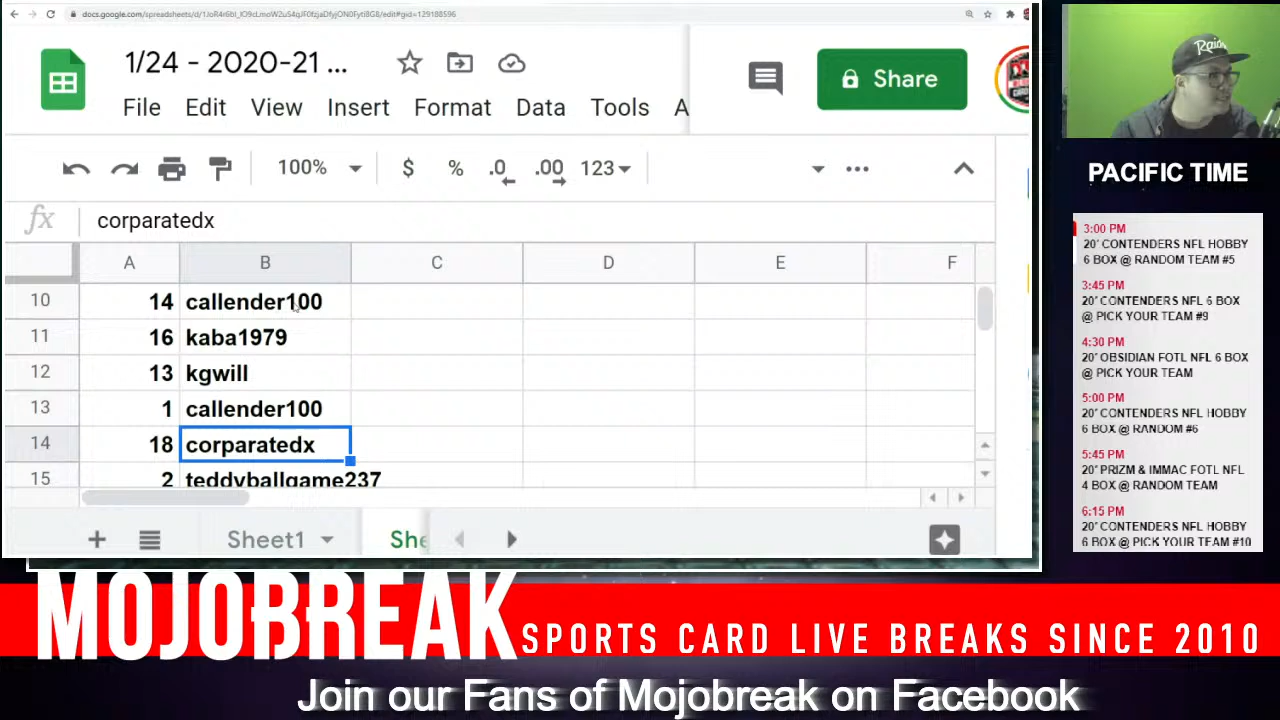 docs.google.com/spreadsheets/d/
1/24 - 2020-21 ...
File Edit View Insert Format Data Tools A
Share
100% $ % .0 .00 123
fx corparatedx
A B C D E F
10 14 callender100
11 16 kaba1979
12 13 kgwill
13 1 callender100
14 18 corparatedx
15 2 teddyballgame237
Sheet1 She
Raide
PACIFIC TIME
3:00 PM
20' CONTENDERS NFL HOBBY
6 BOX @ RANDOM TEAM #5
3:45 PM
20' CONTENDERS NFL 6 BOX
@ PICK YOUR TEAM #9
4:30 PM
20' OBSIDIAN FOTL NFL 6 BOX
@ PICK YOUR TEAM
5:00 PM
20' CONTENDERS NFL HOBBY
6 BOX @ RANDOM #6
5:45 PM
20' PRIZM & IMMAC FOTL NFL
4 BOX @ RANDOM TEAM
6:15 PM
20' CONTENDERS NFL HOBBY
6 BOX @ PICK YOUR TEAM #10
MOJOBREAK SPORTS CARD LIVE BREAKS SINCE 2010
Join our Fans of Mojobreak on Facebook